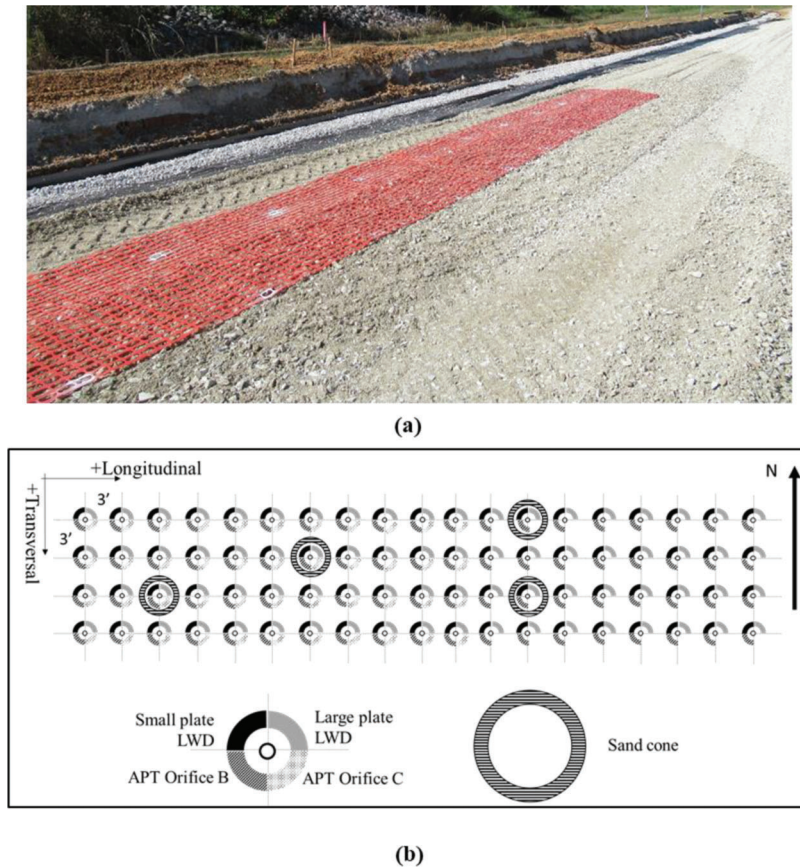 (a)
+Longitudinal
N
3'
+Transversal
3'
Small plate
LWD
Large plate
LWD
APT Orifice B
APT Orifice C
Sand cone
(b)